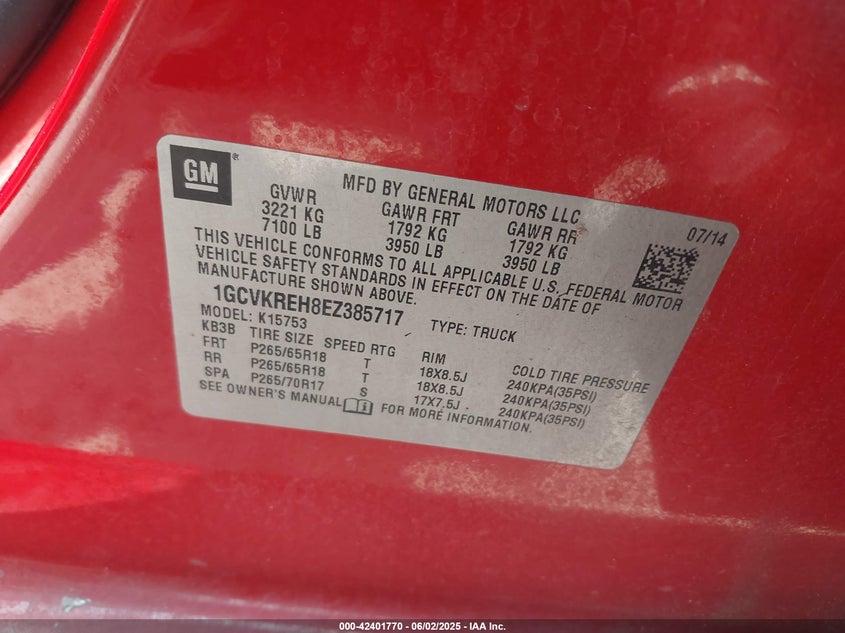 GM
MFD BY GENERAL MOTORS LLC
07/14
GVWR GAWR FRT GAWR RR
3221 KG 1792 KG 1792 KG
7100 LB 3950 LB 3950 LB
THIS VEHICLE CONFORMS TO ALL APPLICABLE U.S. FEDERAL MOTOR
VEHICLE SAFETY STANDARDS IN EFFECT ON THE DATE OF
MANUFACTURE SHOWN ABOVE.
1GCVKREH8EZ385717 TYPE: TRUCK
MODEL: K15753
KB3B TIRE SIZE SPEED RTG RIM COLD TIRE PRESSURE
FRT P265/65R18 T 18X8.5J 240KPA(35PSI)
RR P265/65R18 T 18X8.5J 240KPA(35PSI)
SPA P265/70R17 S 17X7.5J 240KPA(35PSI)
SEE OWNER'S MANUAL FOR MORE INFORMATION.
000-42401770 | 06/02/2025 - IAA Inc.